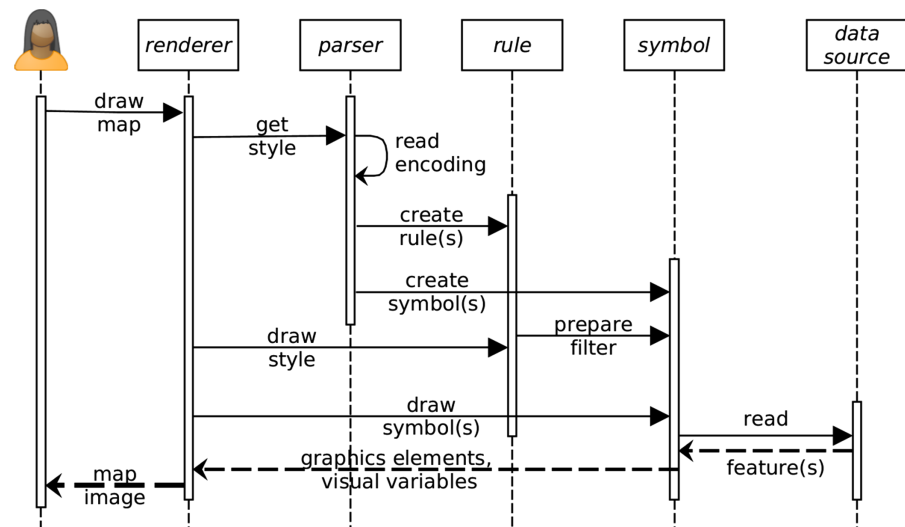 renderer
parser
rule
symbol
data
source
draw
map
get
style
read
encoding
create
rule(s)
create
symbol(s)
prepare
filter
draw
style
draw
symbol(s)
read
feature(s)
graphics elements,
visual variables
map
image